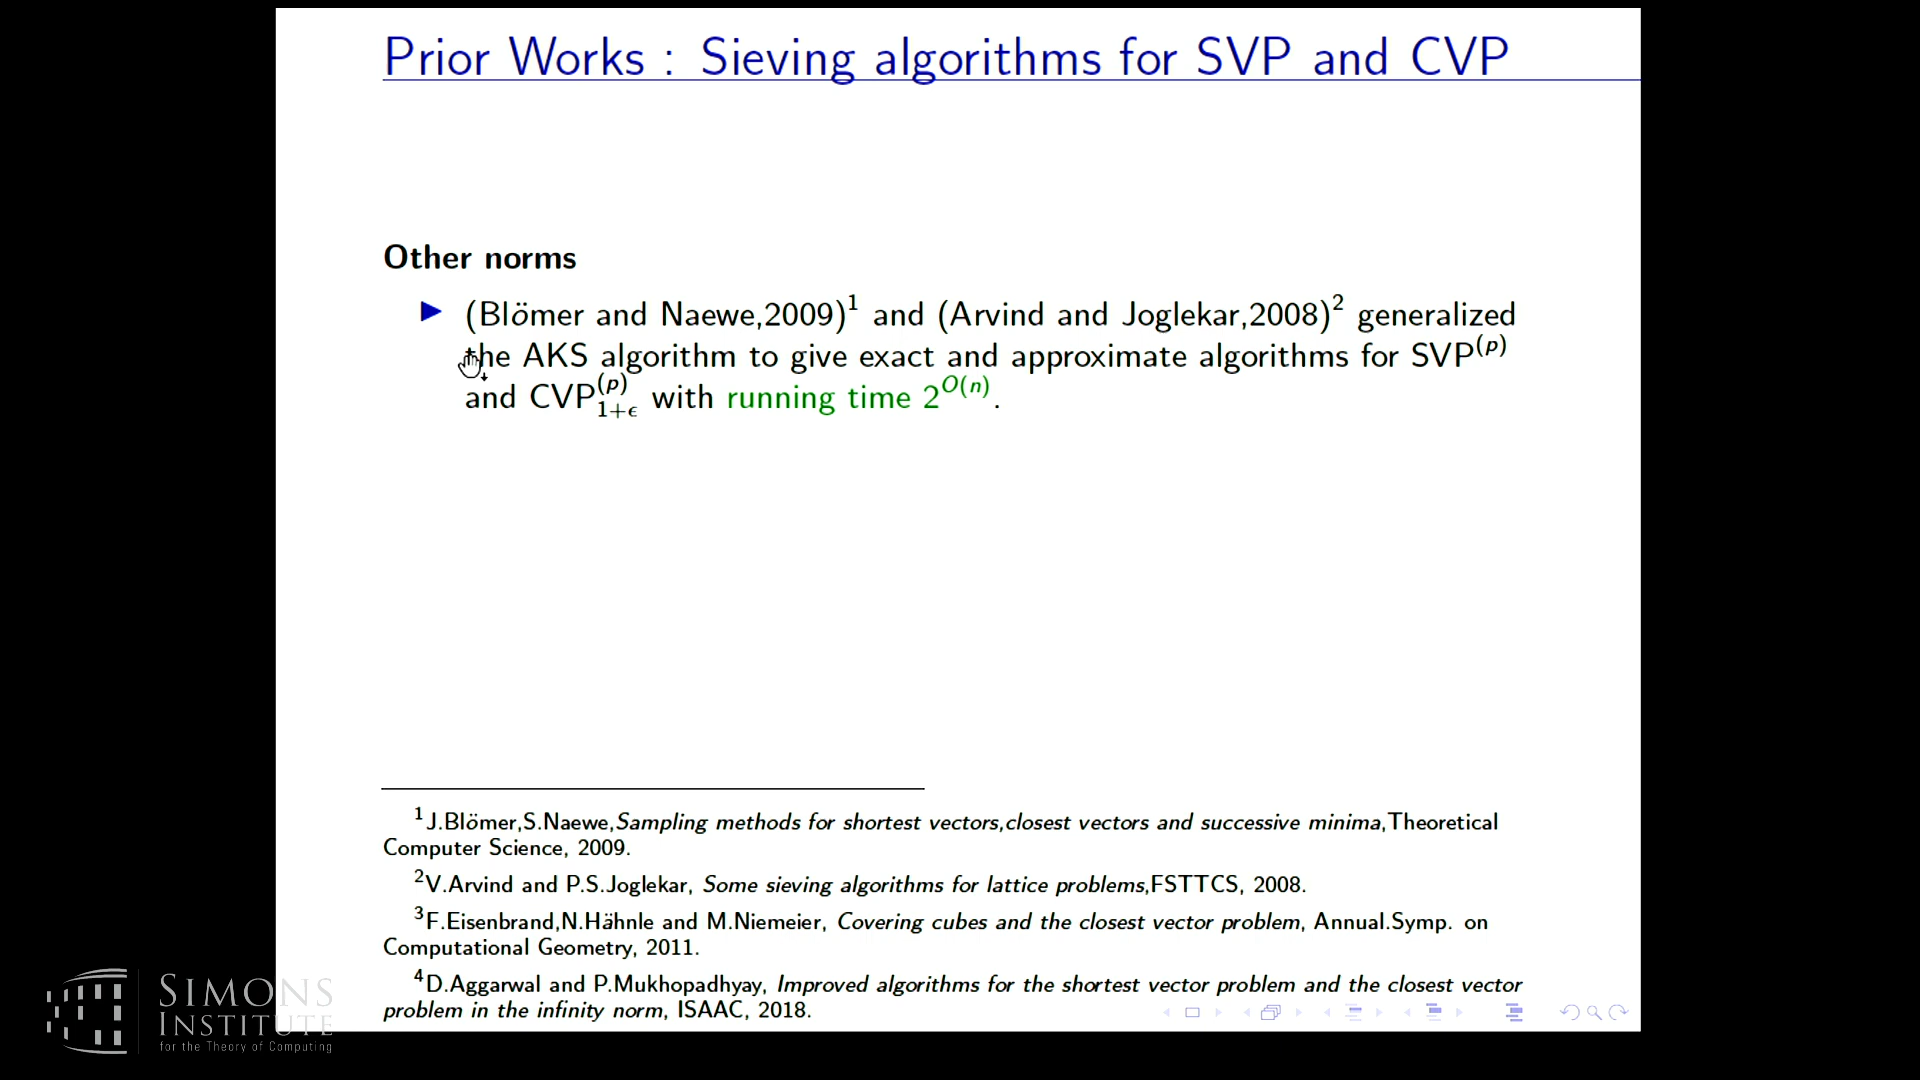 Prior Works : Sieving algorithms for SVP and CVP
Other norms
(Blömer and Naewe,2009)¹ and (Arvind and Joglekar,2008)² generalized
the AKS algorithm to give exact and approximate algorithms for SVP⁽ᵖ⁾
and CVP⁽ᵖ⁾₁₊ϵ with running time 2^O(n).
¹J.Blömer,S.Naewe,Sampling methods for shortest vectors,closest vectors and successive minima,Theoretical
Computer Science, 2009.
²V.Arvind and P.S.Joglekar, Some sieving algorithms for lattice problems,FSTTCS, 2008.
³F.Eisenbrand,N.Hähnle and M.Niemeier, Covering cubes and the closest vector problem, Annual.Symp. on
Computational Geometry, 2011.
⁴D.Aggarwal and P.Mukhopadhyay, Improved algorithms for the shortest vector problem and the closest vector
problem in the infinity norm, ISAAC, 2018.
SIMONS
INSTITUTE
for the Theory of Computing